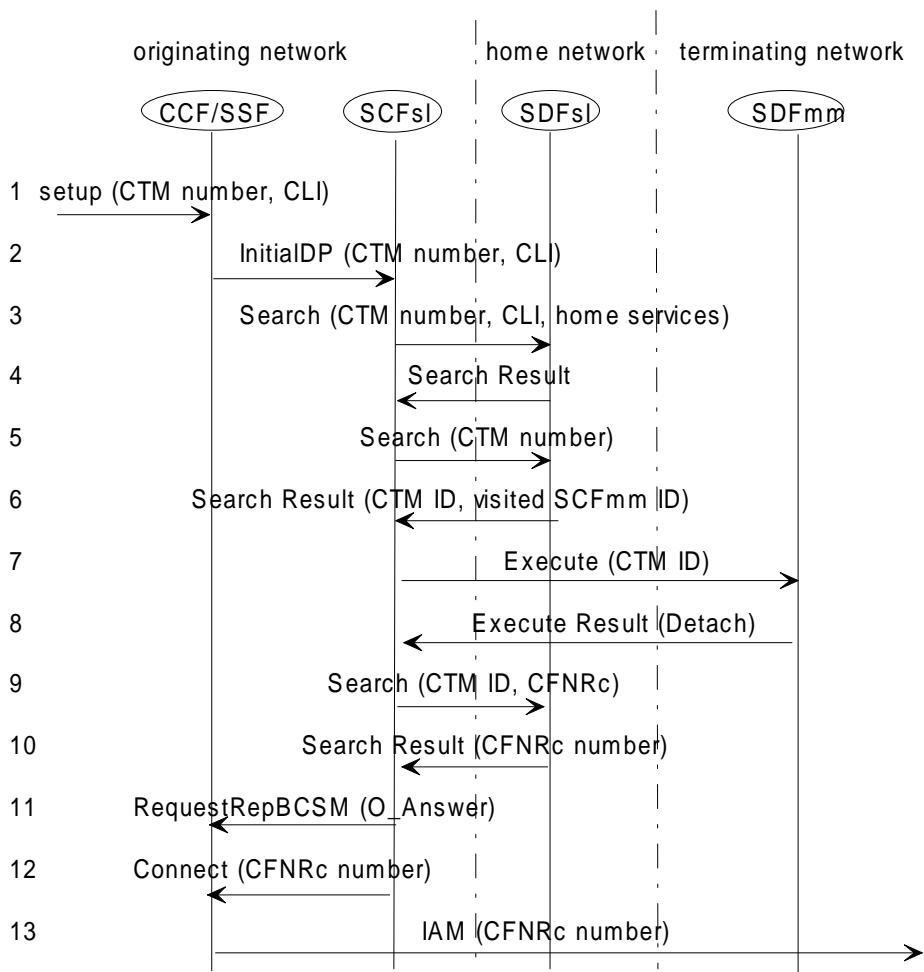 originating network home network terminating network
CCF/SSF SCFsl SDFsl SDFmm
1 setup (CTM number, CLI)
2 InitialDP (CTM number, CLI)
3 Search (CTM number, CLI, home services)
4 Search Result
5 Search (CTM number)
6 Search Result (CTM ID, visited SCFmm ID)
7 Execute (CTM ID)
8 Execute Result (Detach)
9 Search (CTM ID, CFNRc)
10 Search Result (CFNRc number)
11 RequestRepBCSM (O_Answer)
12 Connect (CFNRc number)
13 IAM (CFNRc number)